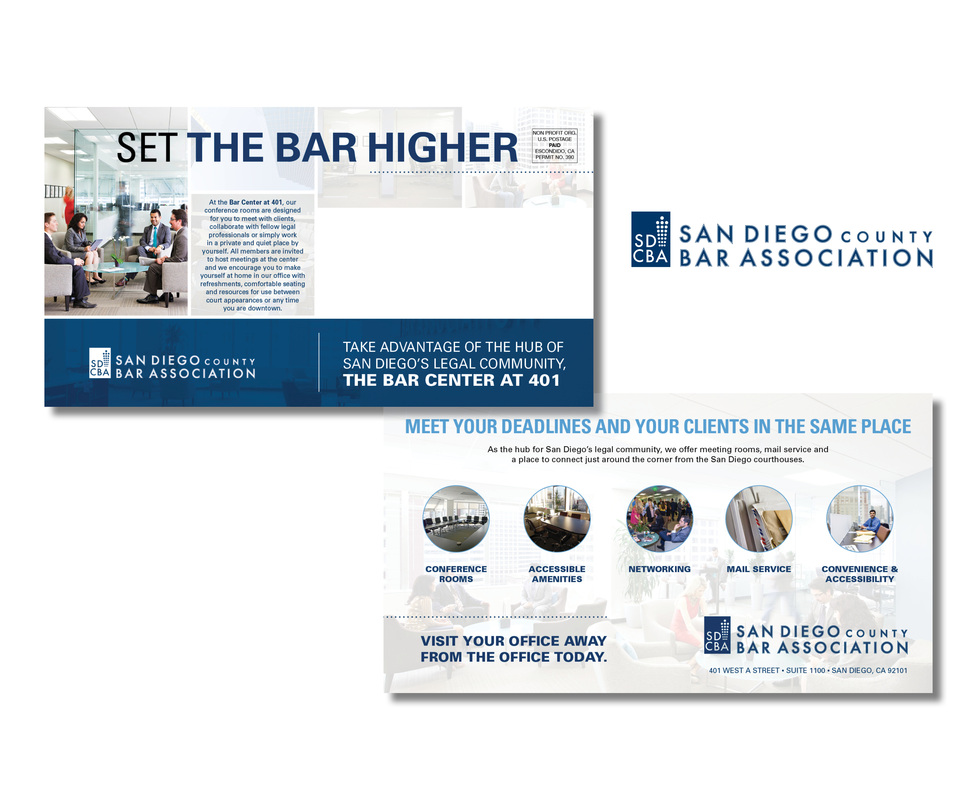 SET THE BAR HIGHER
NON PROFIT ORG.
U.S. POSTAGE
PAID
ESCONDIDO, CA
PERMIT NO. 390
At the Bar Center at 401, our
conference rooms are designed
for you to meet with clients,
collaborate with fellow legal
professionals or simply work
in a private and quiet place by
yourself. All members are invited
to host meetings at the center
and we encourage you to make
yourself at home in our office with
refreshments, comfortable seating
and resources for use between
court appearances or any time
you are downtown.
SD
CBA
SAN DIEGO COUNTY
BAR ASSOCIATION
TAKE ADVANTAGE OF THE HUB OF
SAN DIEGO'S LEGAL COMMUNITY,
THE BAR CENTER AT 401
SD
CBA
SAN DIEGO COUNTY
BAR ASSOCIATION
MEET YOUR DEADLINES AND YOUR CLIENTS IN THE SAME PLACE
As the hub for San Diego's legal community, we offer meeting rooms, mail service and
a place to connect just around the corner from the San Diego courthouses.
CONFERENCE
ROOMS
ACCESSIBLE
AMENITIES
NETWORKING
MAIL SERVICE
CONVENIENCE &
ACCESSIBILITY
VISIT YOUR OFFICE AWAY
FROM THE OFFICE TODAY.
SD
CBA
SAN DIEGO COUNTY
BAR ASSOCIATION
401 WEST A STREET • SUITE 1100 • SAN DIEGO, CA 92101